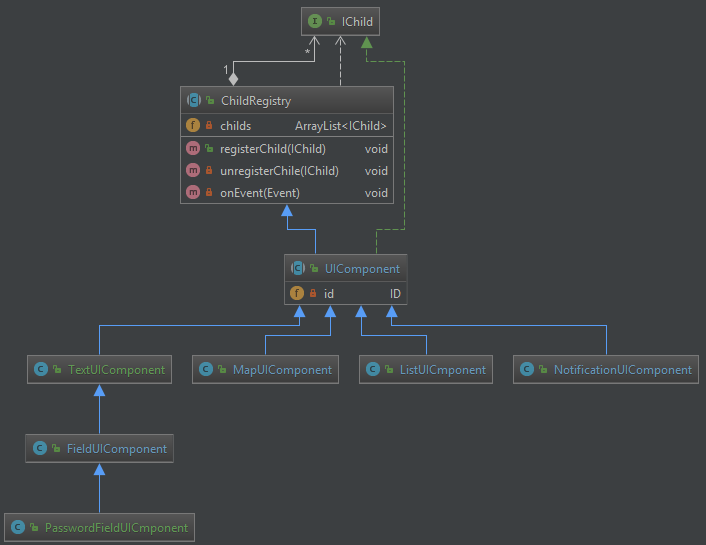 I IChild
*
1
C ChildRegistry
f childs ArrayList<IChild>
m registerChild(IChild) void
m unregisterChile(IChild) void
m onEvent(Event) void
C UIComponent
f id ID
C TextUIComponent
C MapUIComponent
C ListUICmponent
C NotificationUIComponent
C FieldUIComponent
C PasswordFieldUICmponent